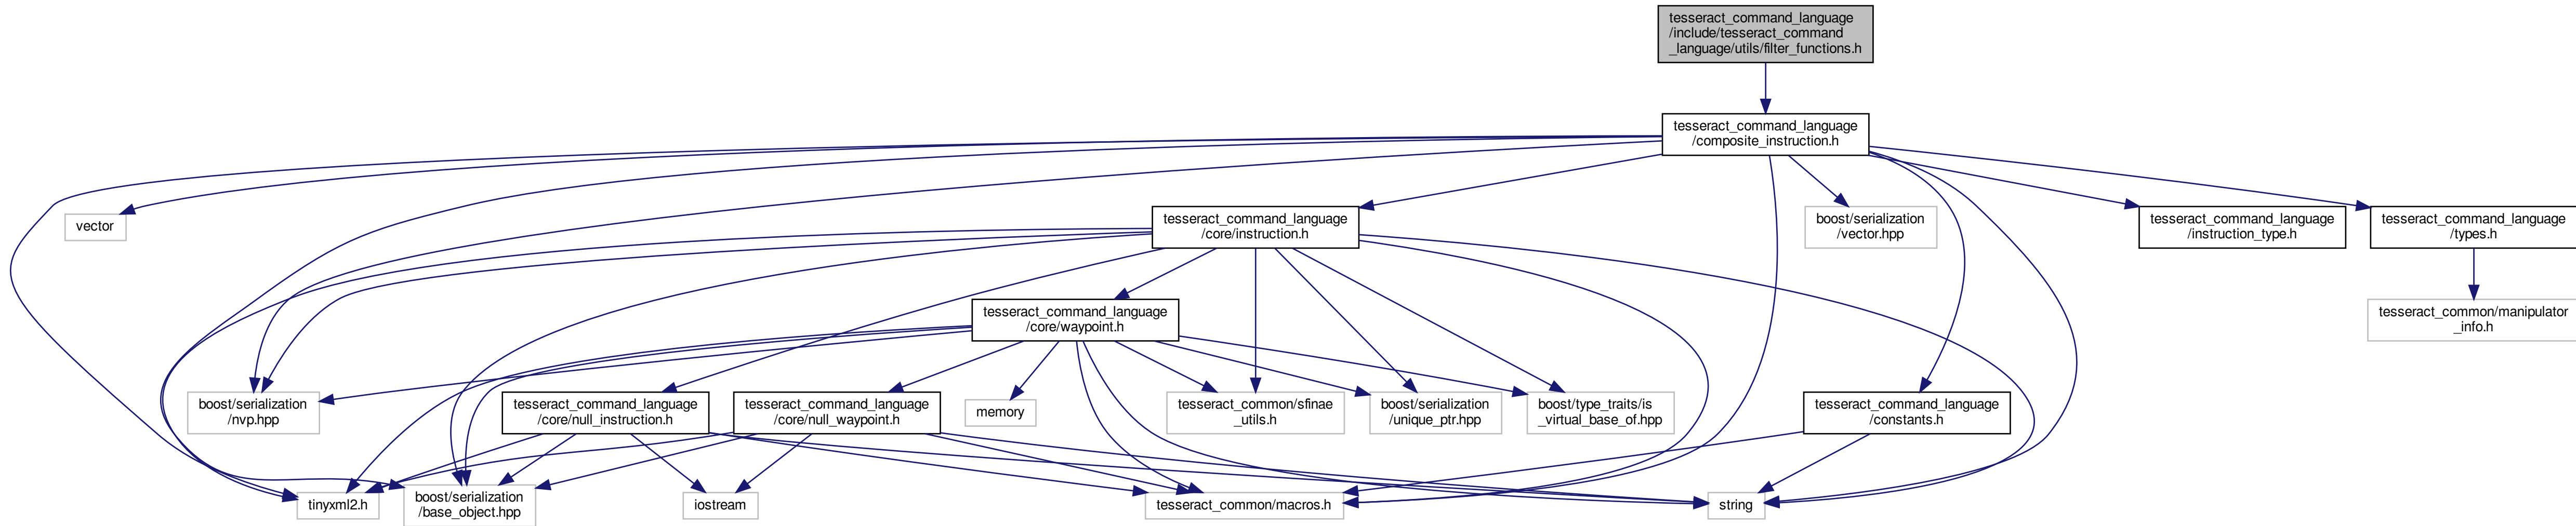 tesseract_command_language
/include/tesseract_command
_language/utils/filter_functions.h
tesseract_command_language
/composite_instruction.h
vector
tesseract_command_language
/core/instruction.h
boost/serialization
/vector.hpp
tesseract_command_language
/instruction_type.h
tesseract_command_language
/types.h
tesseract_command_language
/core/waypoint.h
tesseract_common/manipulator
_info.h
boost/serialization
/nvp.hpp
tesseract_command_language
/core/null_instruction.h
tesseract_command_language
/core/null_waypoint.h
memory
tesseract_common/sfinae
_utils.h
boost/serialization
/unique_ptr.hpp
boost/type_traits/is
_virtual_base_of.hpp
tesseract_command_language
/constants.h
tinyxml2.h
boost/serialization
/base_object.hpp
iostream
tesseract_common/macros.h
string